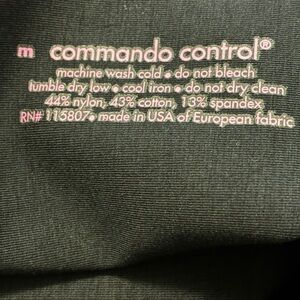 m commando control®
machine wash cold • do not bleach
tumble dry low • cool iron • do not dry clean
44% nylon, 43% cotton, 13% spandex
RN# 115807 • made in USA of European fabric